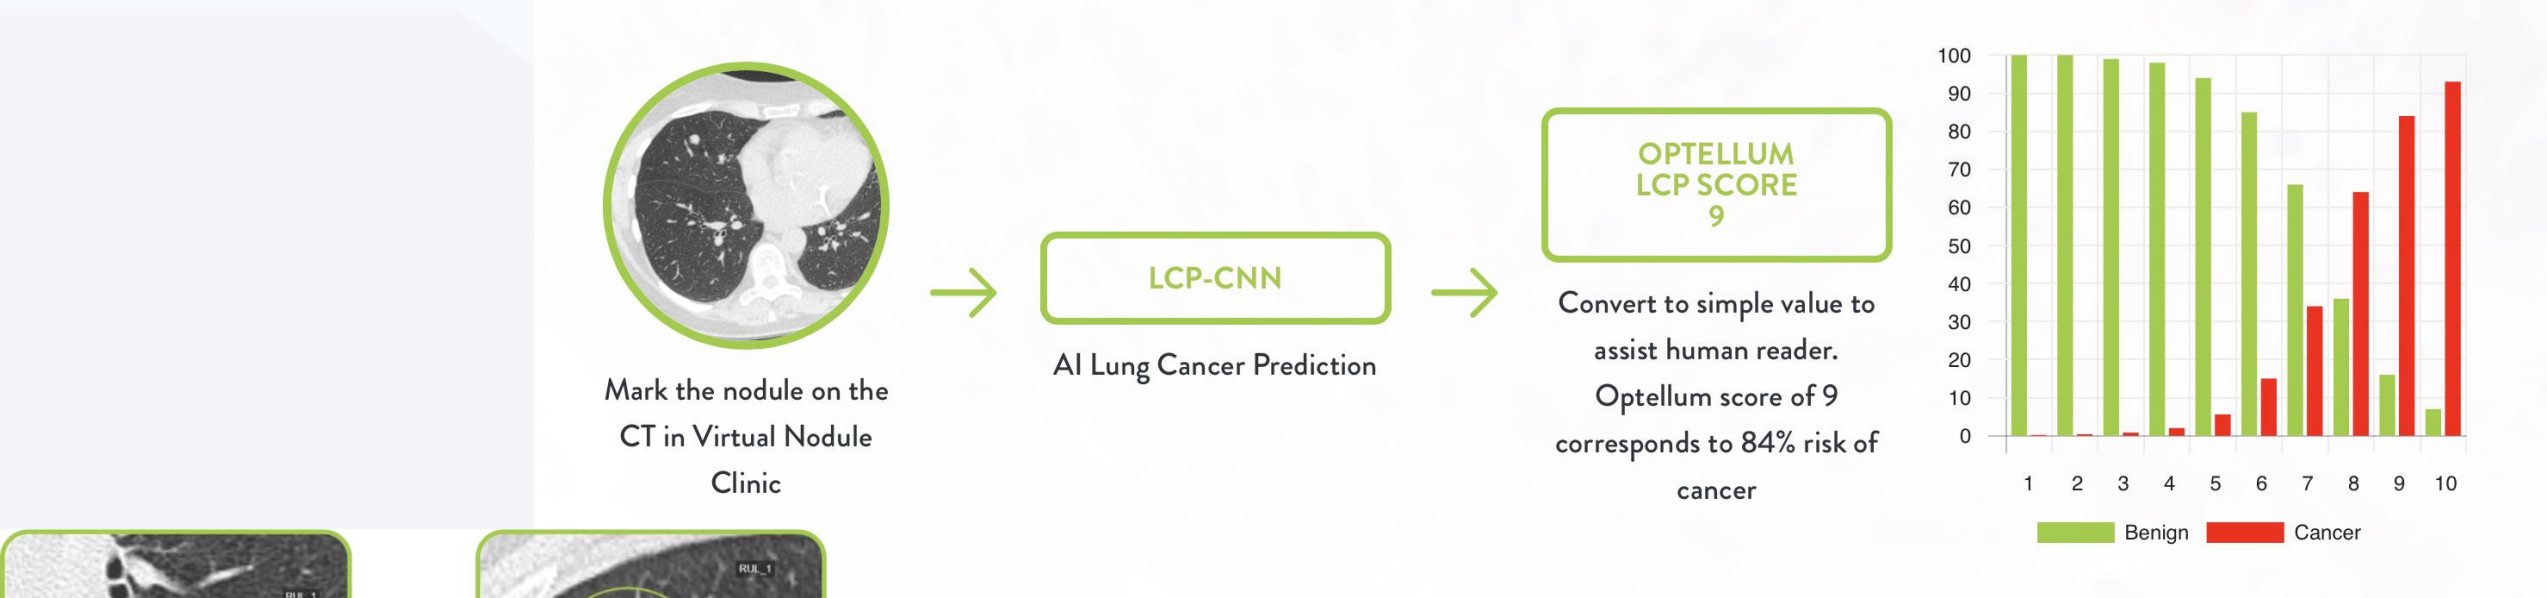 Mark the nodule on the
CT in Virtual Nodule
Clinic
LCP-CNN
AI Lung Cancer Prediction
OPTELLUM
LCP SCORE
9
Convert to simple value to
assist human reader.
Optellum score of 9
corresponds to 84% risk of
cancer
100
90
80
70
60
50
40
30
20
10
0
1 2 3 4 5 6 7 8 9 10
Benign Cancer
RUL_1
RUL_1